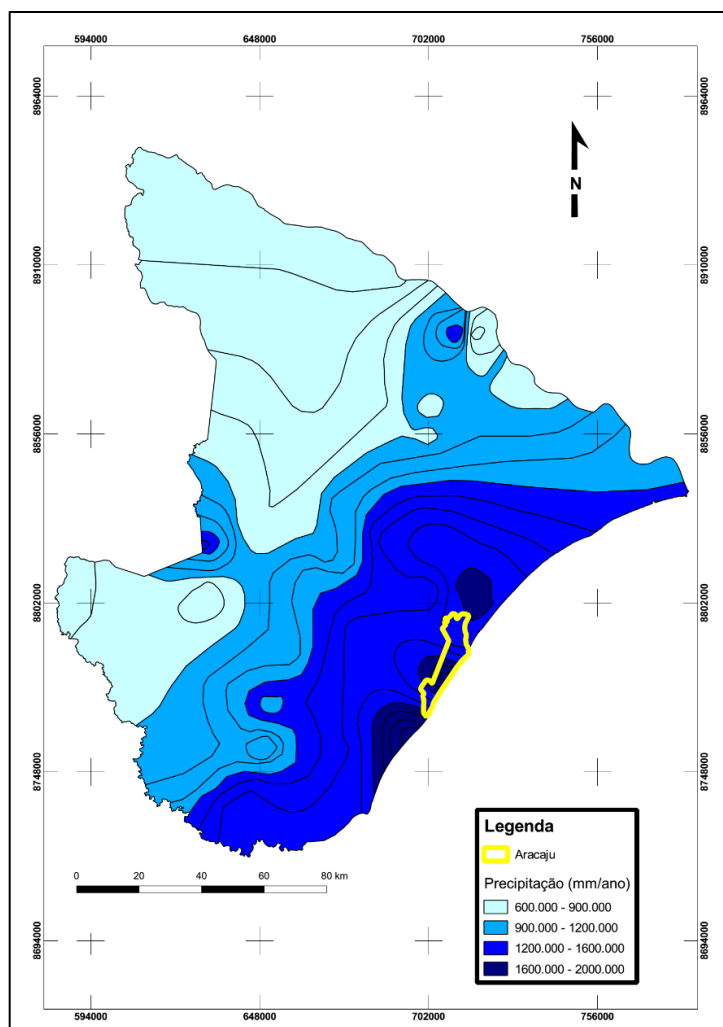 594000 648000 702000 756000
8964000 8964000
N
8910000 8910000
8856000 8856000
8802000 8802000
8748000 8748000
Legenda
Aracaju
Precipitação (mm/ano)
600.000 - 900.000
900.000 - 1200.000
1200.000 - 1600.000
1600.000 - 2000.000
0 20 40 60 80 km
8694000 8694000
594000 648000 702000 756000